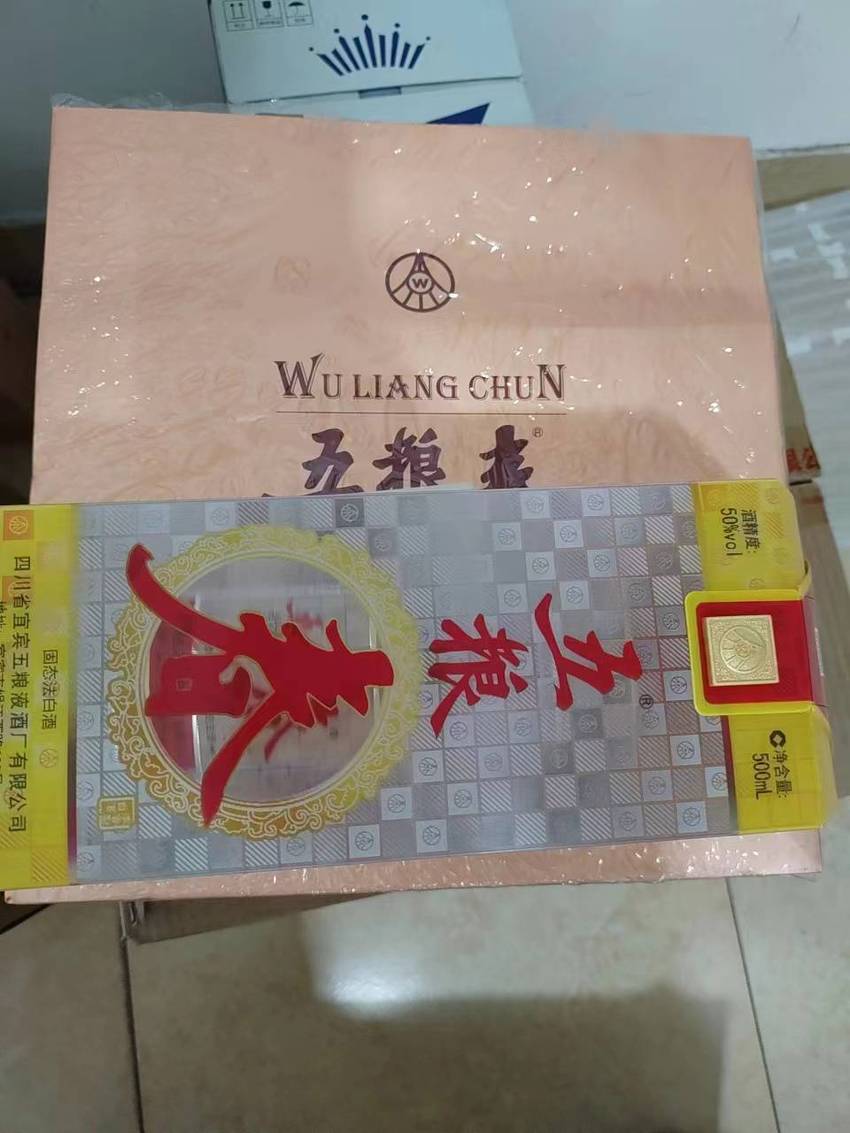 WU LIANG CHUN
五粮春®
酒精度:
50%vol
五粮春®
净含量:
500mL
固态法白酒
四川省宜宾五粮液酒厂有限公司